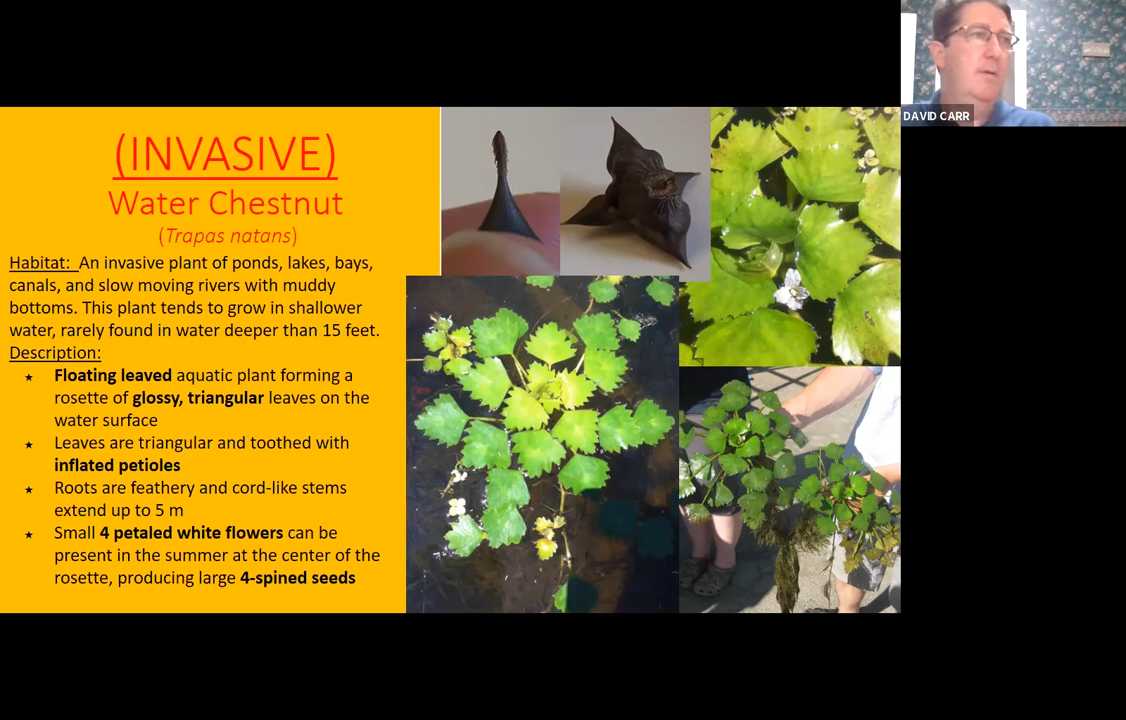 (INVASIVE)
Water Chestnut
(Trapas natans)
Habitat: An invasive plant of ponds, lakes, bays,
canals, and slow moving rivers with muddy
bottoms. This plant tends to grow in shallower
water, rarely found in water deeper than 15 feet.
Description:
★ Floating leaved aquatic plant forming a
rosette of glossy, triangular leaves on the
water surface
★ Leaves are triangular and toothed with
inflated petioles
★ Roots are feathery and cord-like stems
extend up to 5 m
★ Small 4 petaled white flowers can be
present in the summer at the center of the
rosette, producing large 4-spined seeds
DAVID CARR